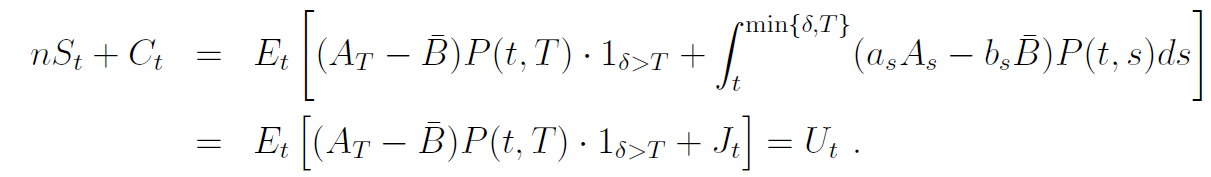 nS_t + C_t = E_t [ (A_T − B̄)P(t, T) · 1_{δ>T} + ∫_t^{min{δ,T}} (a_s A_s − b_s B̄)P(t, s)ds ]
= E_t [ (A_T − B̄)P(t, T) · 1_{δ>T} + J_t ] = U_t .